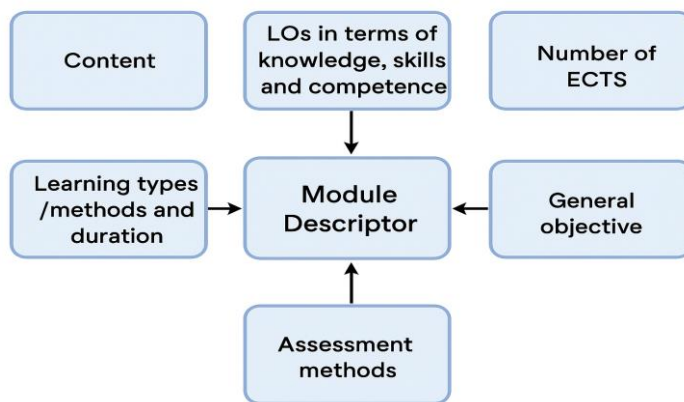 Content
LOs in terms of
knowledge, skills
and competence
Number of
ECTS
Learning types
/methods and
duration
Module
Descriptor
General
objective
Assessment
methods